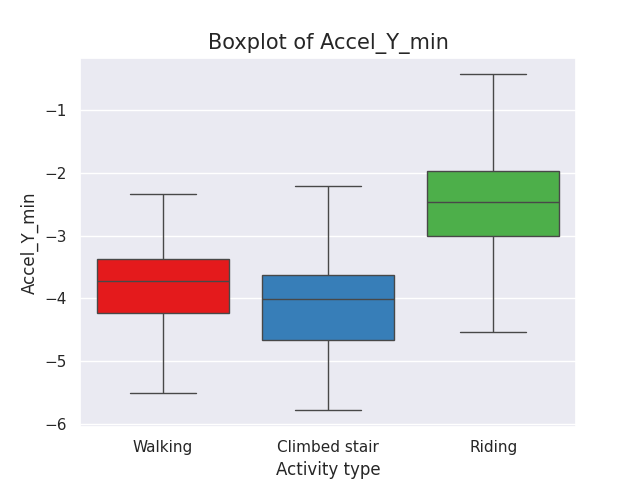 Boxplot of Accel_Y_min
Accel_Y_min
−1
−2
−3
−4
−5
−6
Walking
Climbed stair
Riding
Activity type